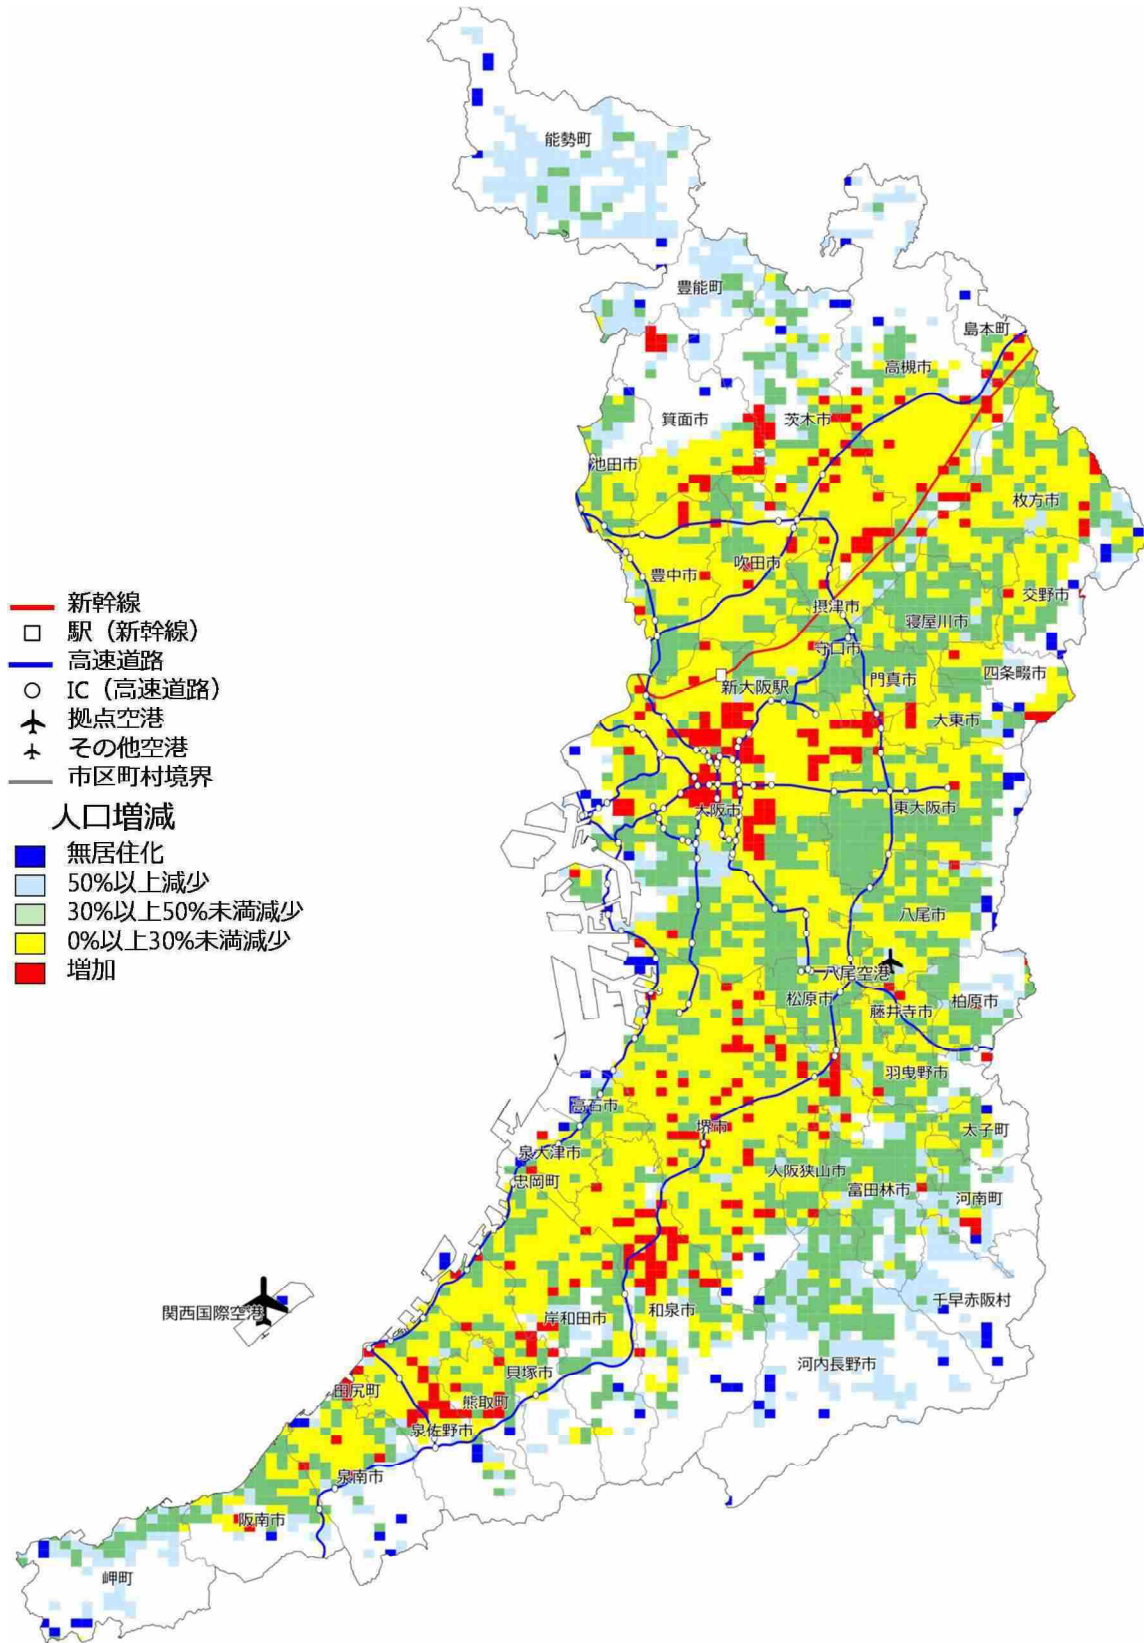 能勢町
豊能町
島本町
高槻市
箕面市
茨木市
池田市
枚方市
吹田市
豊中市
交野市
摂津市
寝屋川市
守口市
四条畷市
門真市
新大阪駅
大東市
大阪市
東大阪市
八尾市
八尾空港
松原市
柏原市
藤井寺市
羽曳野市
高石市
堺市
太子町
泉大津市
大阪狭山市
忠岡町
富田林市
河南町
千早赤阪村
関西国際空港
岸和田市
和泉市
河内長野市
貝塚市
田尻町
熊取町
泉佐野市
泉南市
阪南市
岬町
新幹線
駅（新幹線）
高速道路
IC（高速道路）
拠点空港
その他空港
市区町村境界
人口増減
無居住化
50%以上減少
30%以上50%未満減少
0%以上30%未満減少
増加